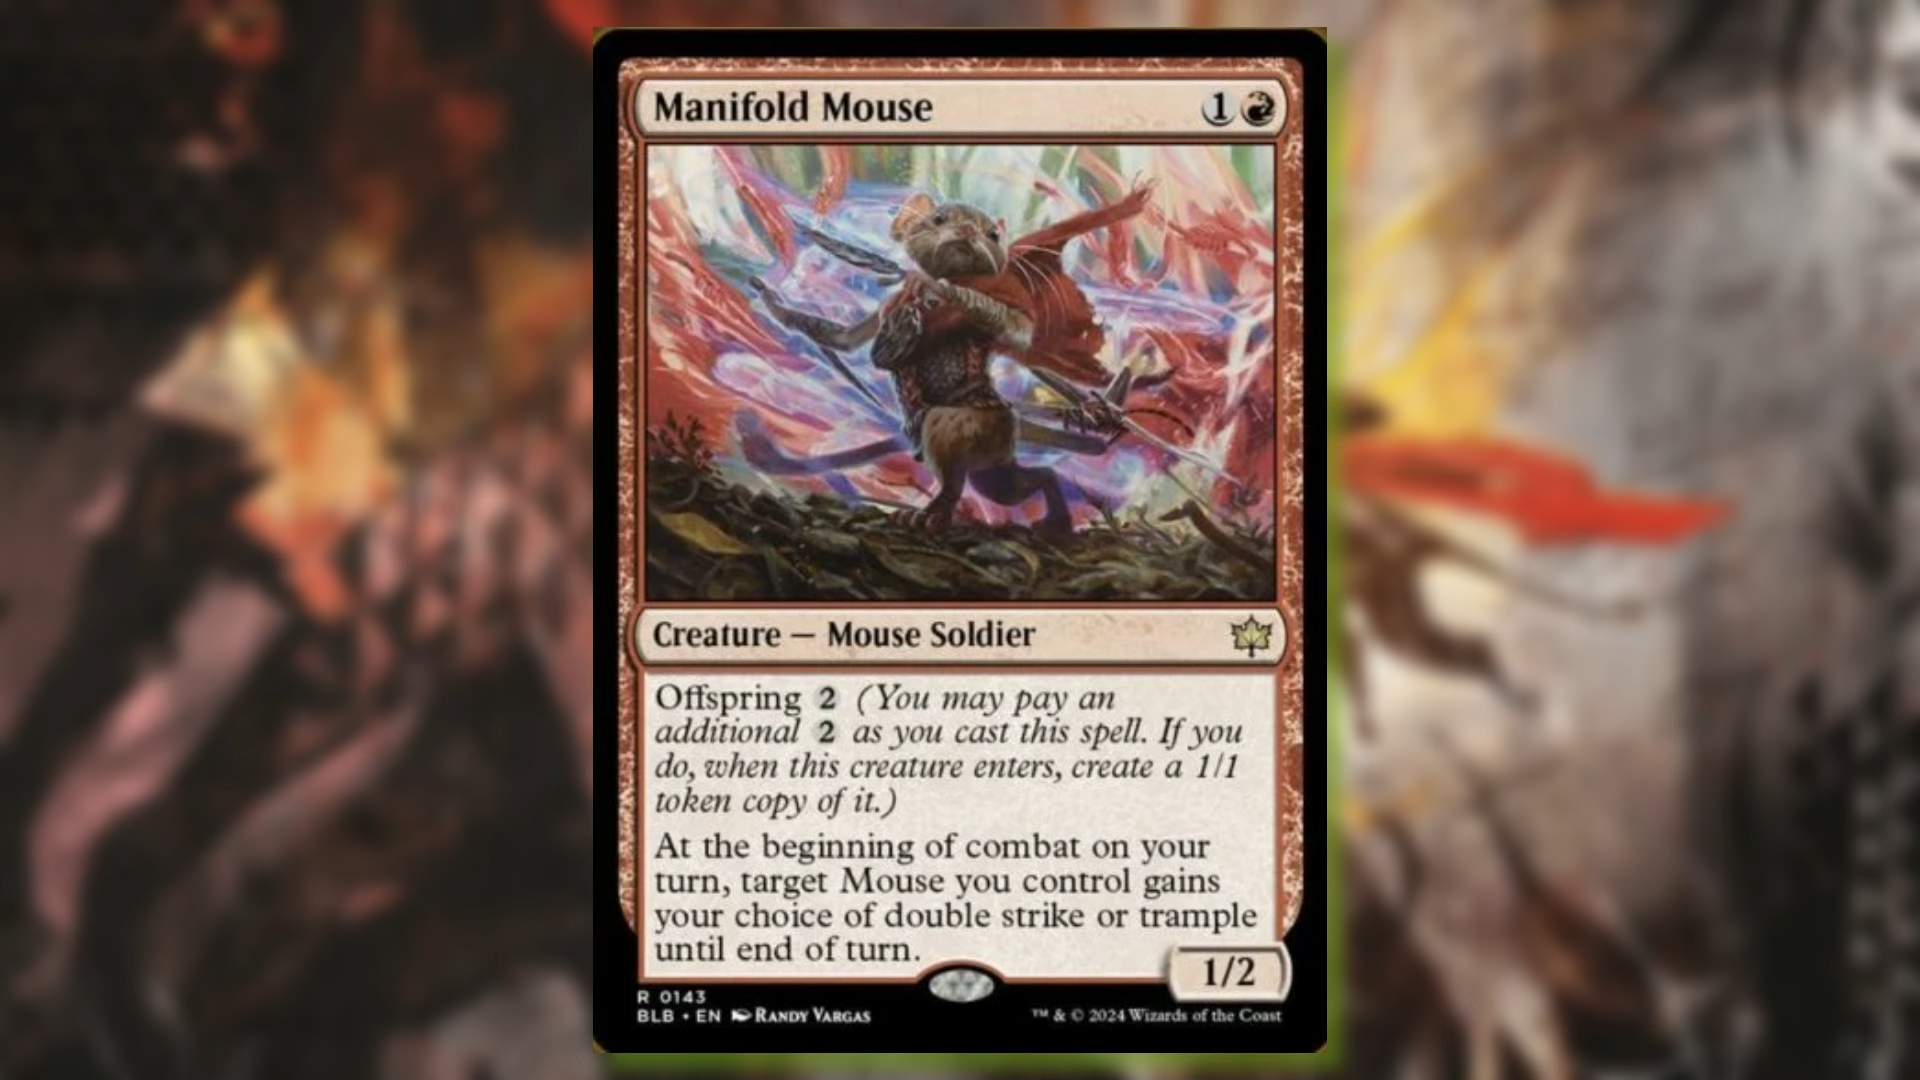 Manifold Mouse 1
Creature — Mouse Soldier
Offspring 2 (You may pay an
additional 2 as you cast this spell. If you
do, when this creature enters, create a 1/1
token copy of it.)
At the beginning of combat on your
turn, target Mouse you control gains
your choice of double strike or trample
until end of turn.
1/2
R 0143
BLB • EN RANDY VARGAS
™ & © 2024 Wizards of the Coast